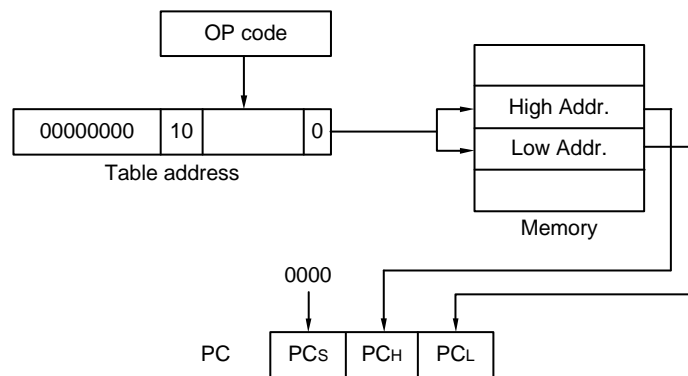 OP code
00000000 10 0
Table address
High Addr.
Low Addr.
Memory
0000
PC PCS PCH PCL